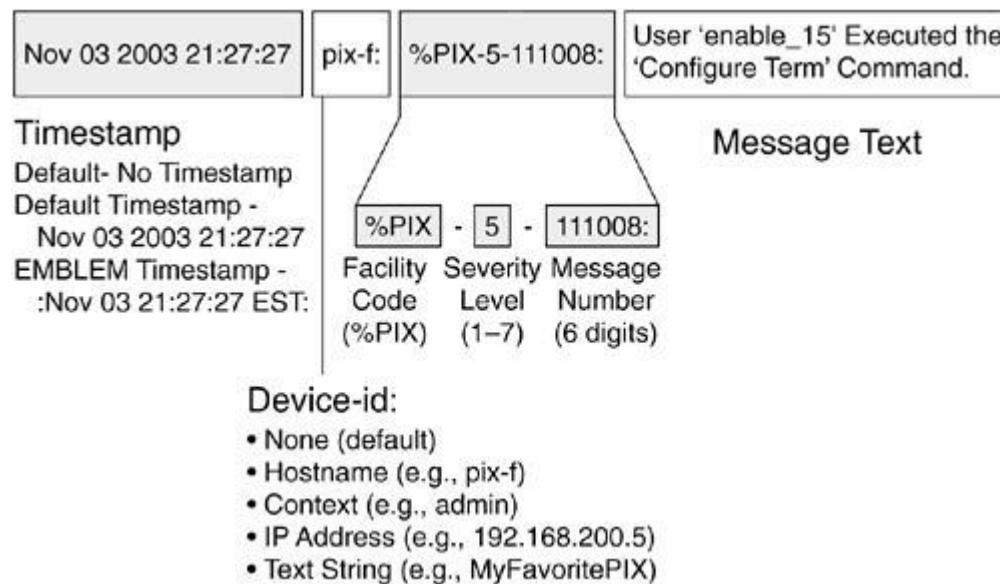 Nov 03 2003 21:27:27 pix-f: %PIX-5-111008: User 'enable_15' Executed the
'Configure Term' Command.
Timestamp
Default- No Timestamp
Default Timestamp -
Nov 03 2003 21:27:27
EMBLEM Timestamp -
:Nov 03 21:27:27 EST:
Message Text
%PIX - 5 - 111008:
Facility Severity Message
Code Level Number
(%PIX) (1–7) (6 digits)
Device-id:
• None (default)
• Hostname (e.g., pix-f)
• Context (e.g., admin)
• IP Address (e.g., 192.168.200.5)
• Text String (e.g., MyFavoritePIX)